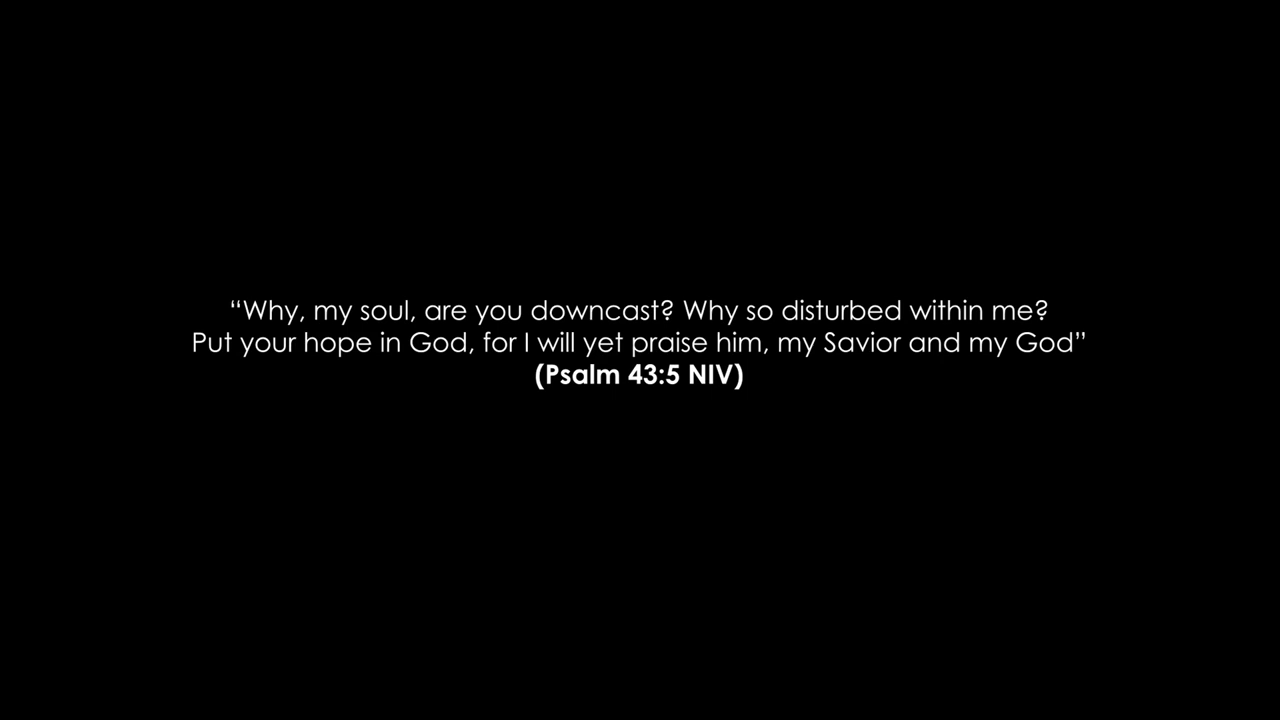 “Why, my soul, are you downcast? Why so disturbed within me?
Put your hope in God, for I will yet praise him, my Savior and my God”
(Psalm 43:5 NIV)